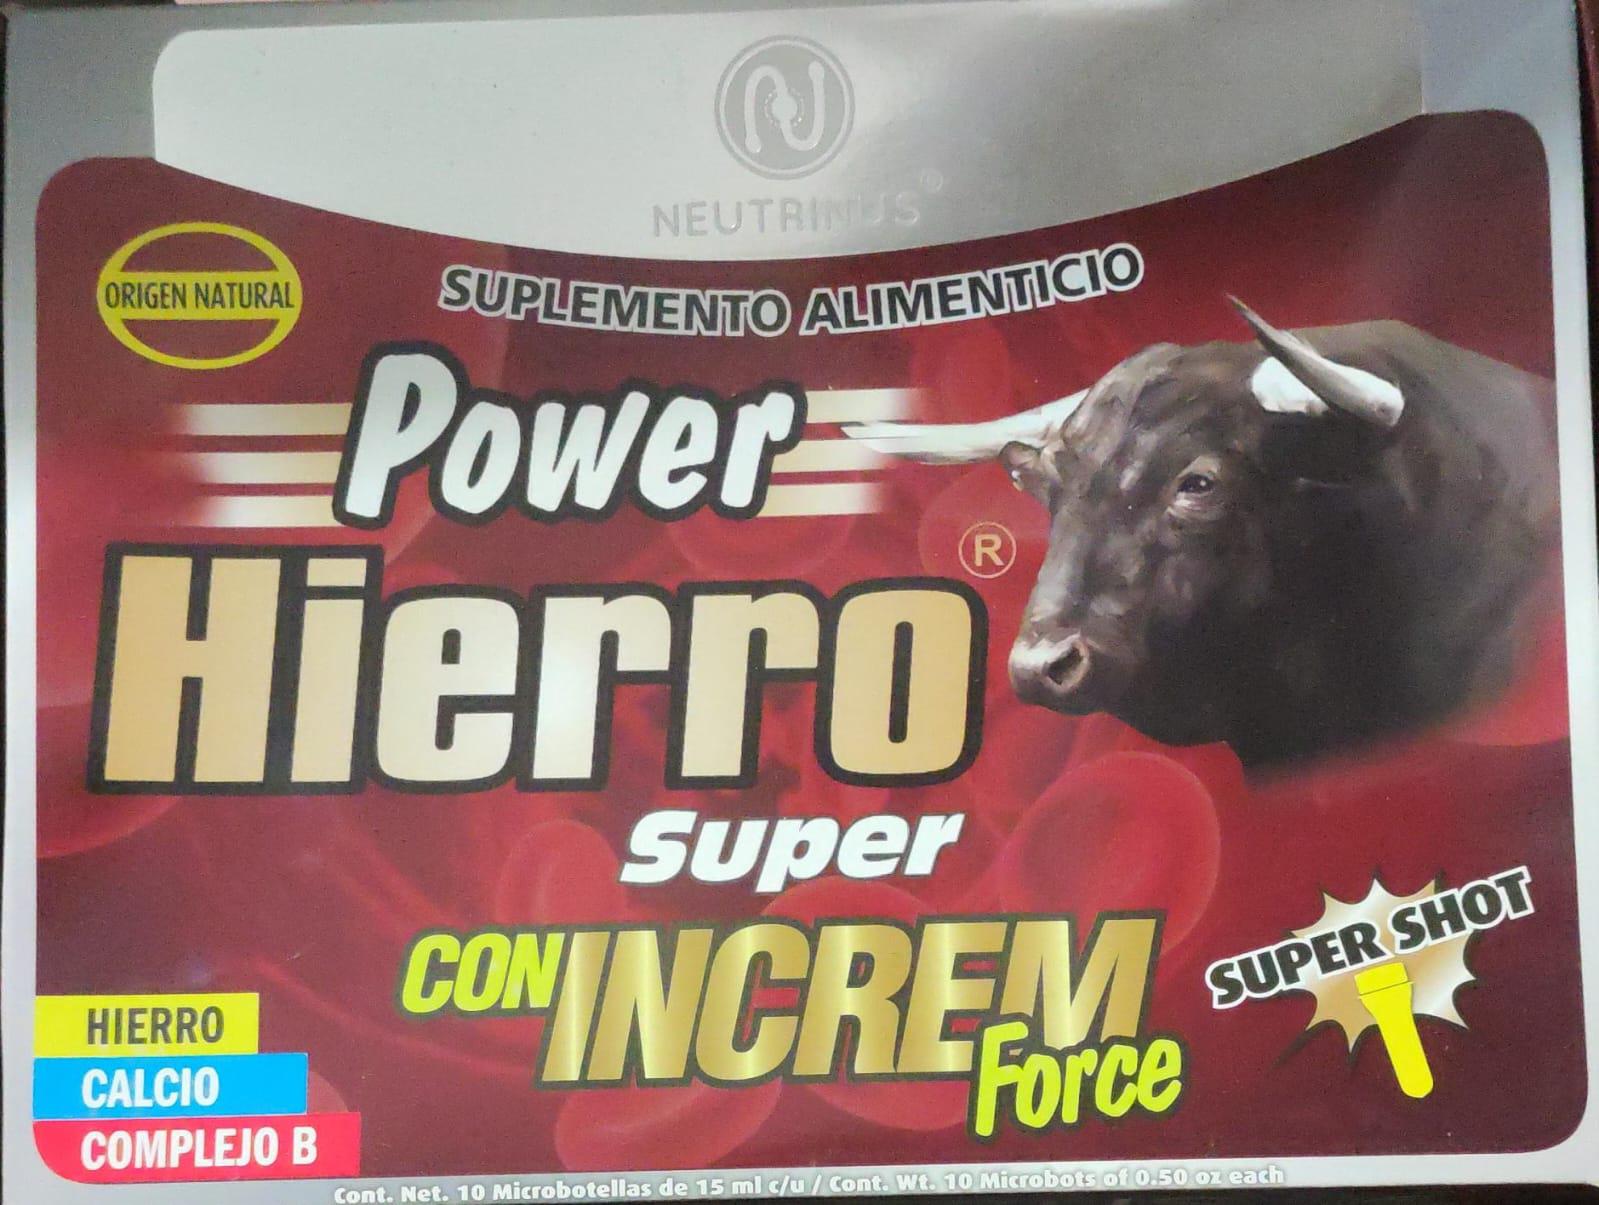 NEUTRINUS®
ORIGEN NATURAL
SUPLEMENTO ALIMENTICIO
Power
Hierro®
Super
CON INCREM
Force
SUPER SHOT
HIERRO
CALCIO
COMPLEJO B
Cont. Net. 10 Microbotellas de 15 ml c/u / Cont. Wt. 10 Microbots of 0.50 oz each